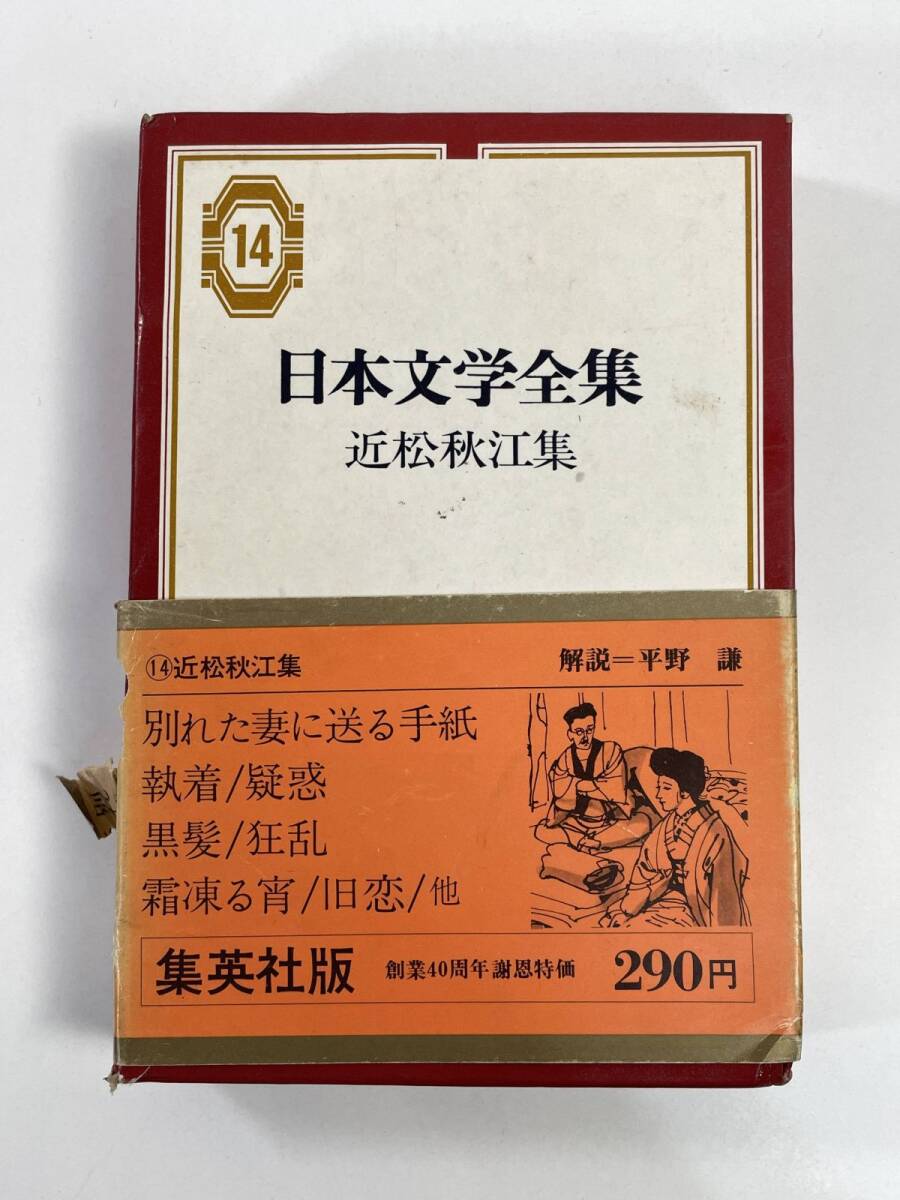 14
日本文学全集
近松秋江集
⑭近松秋江集 解説=平野 謙
別れた妻に送る手紙
執着/疑惑
黒髪/狂乱
霜凍る宵/旧恋/他
集英社版 創業40周年謝恩特価 290円